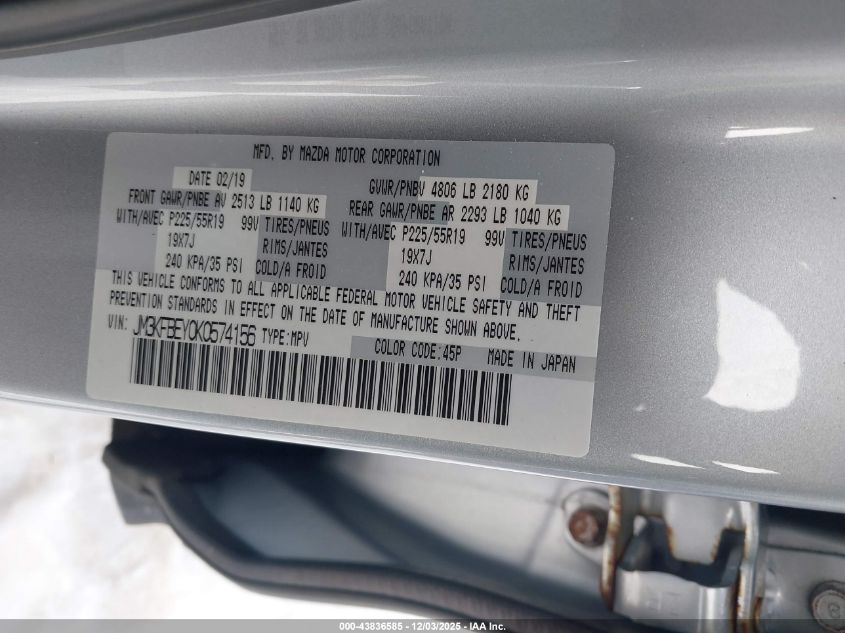 MFD. BY MAZDA MOTOR CORPORATION
DATE 02/19
GVWR/PNBV 4806 LB 2180 KG
FRONT GAWR/PNBE AV 2513 LB 1140 KG
REAR GAWR/PNBE AR 2293 LB 1040 KG
WITH/AVEC P225/55R19 99V TIRES/PNEUS
WITH/AVEC P225/55R19 99V TIRES/PNEUS
19X7J RIMS/JANTES
19X7J RIMS/JANTES
240 KPA/35 PSI COLD/A FROID
240 KPA/35 PSI COLD/A FROID
THIS VEHICLE CONFORMS TO ALL APPLICABLE FEDERAL MOTOR VEHICLE SAFETY AND THEFT
PREVENTION STANDARDS IN EFFECT ON THE DATE OF MANUFACTURE SHOWN ABOVE.
VIN: JM3KFBEY0K0574156 TYPE:MPV
COLOR CODE:45P MADE IN JAPAN
000-43836585 - 12/03/2025 - IAA Inc.